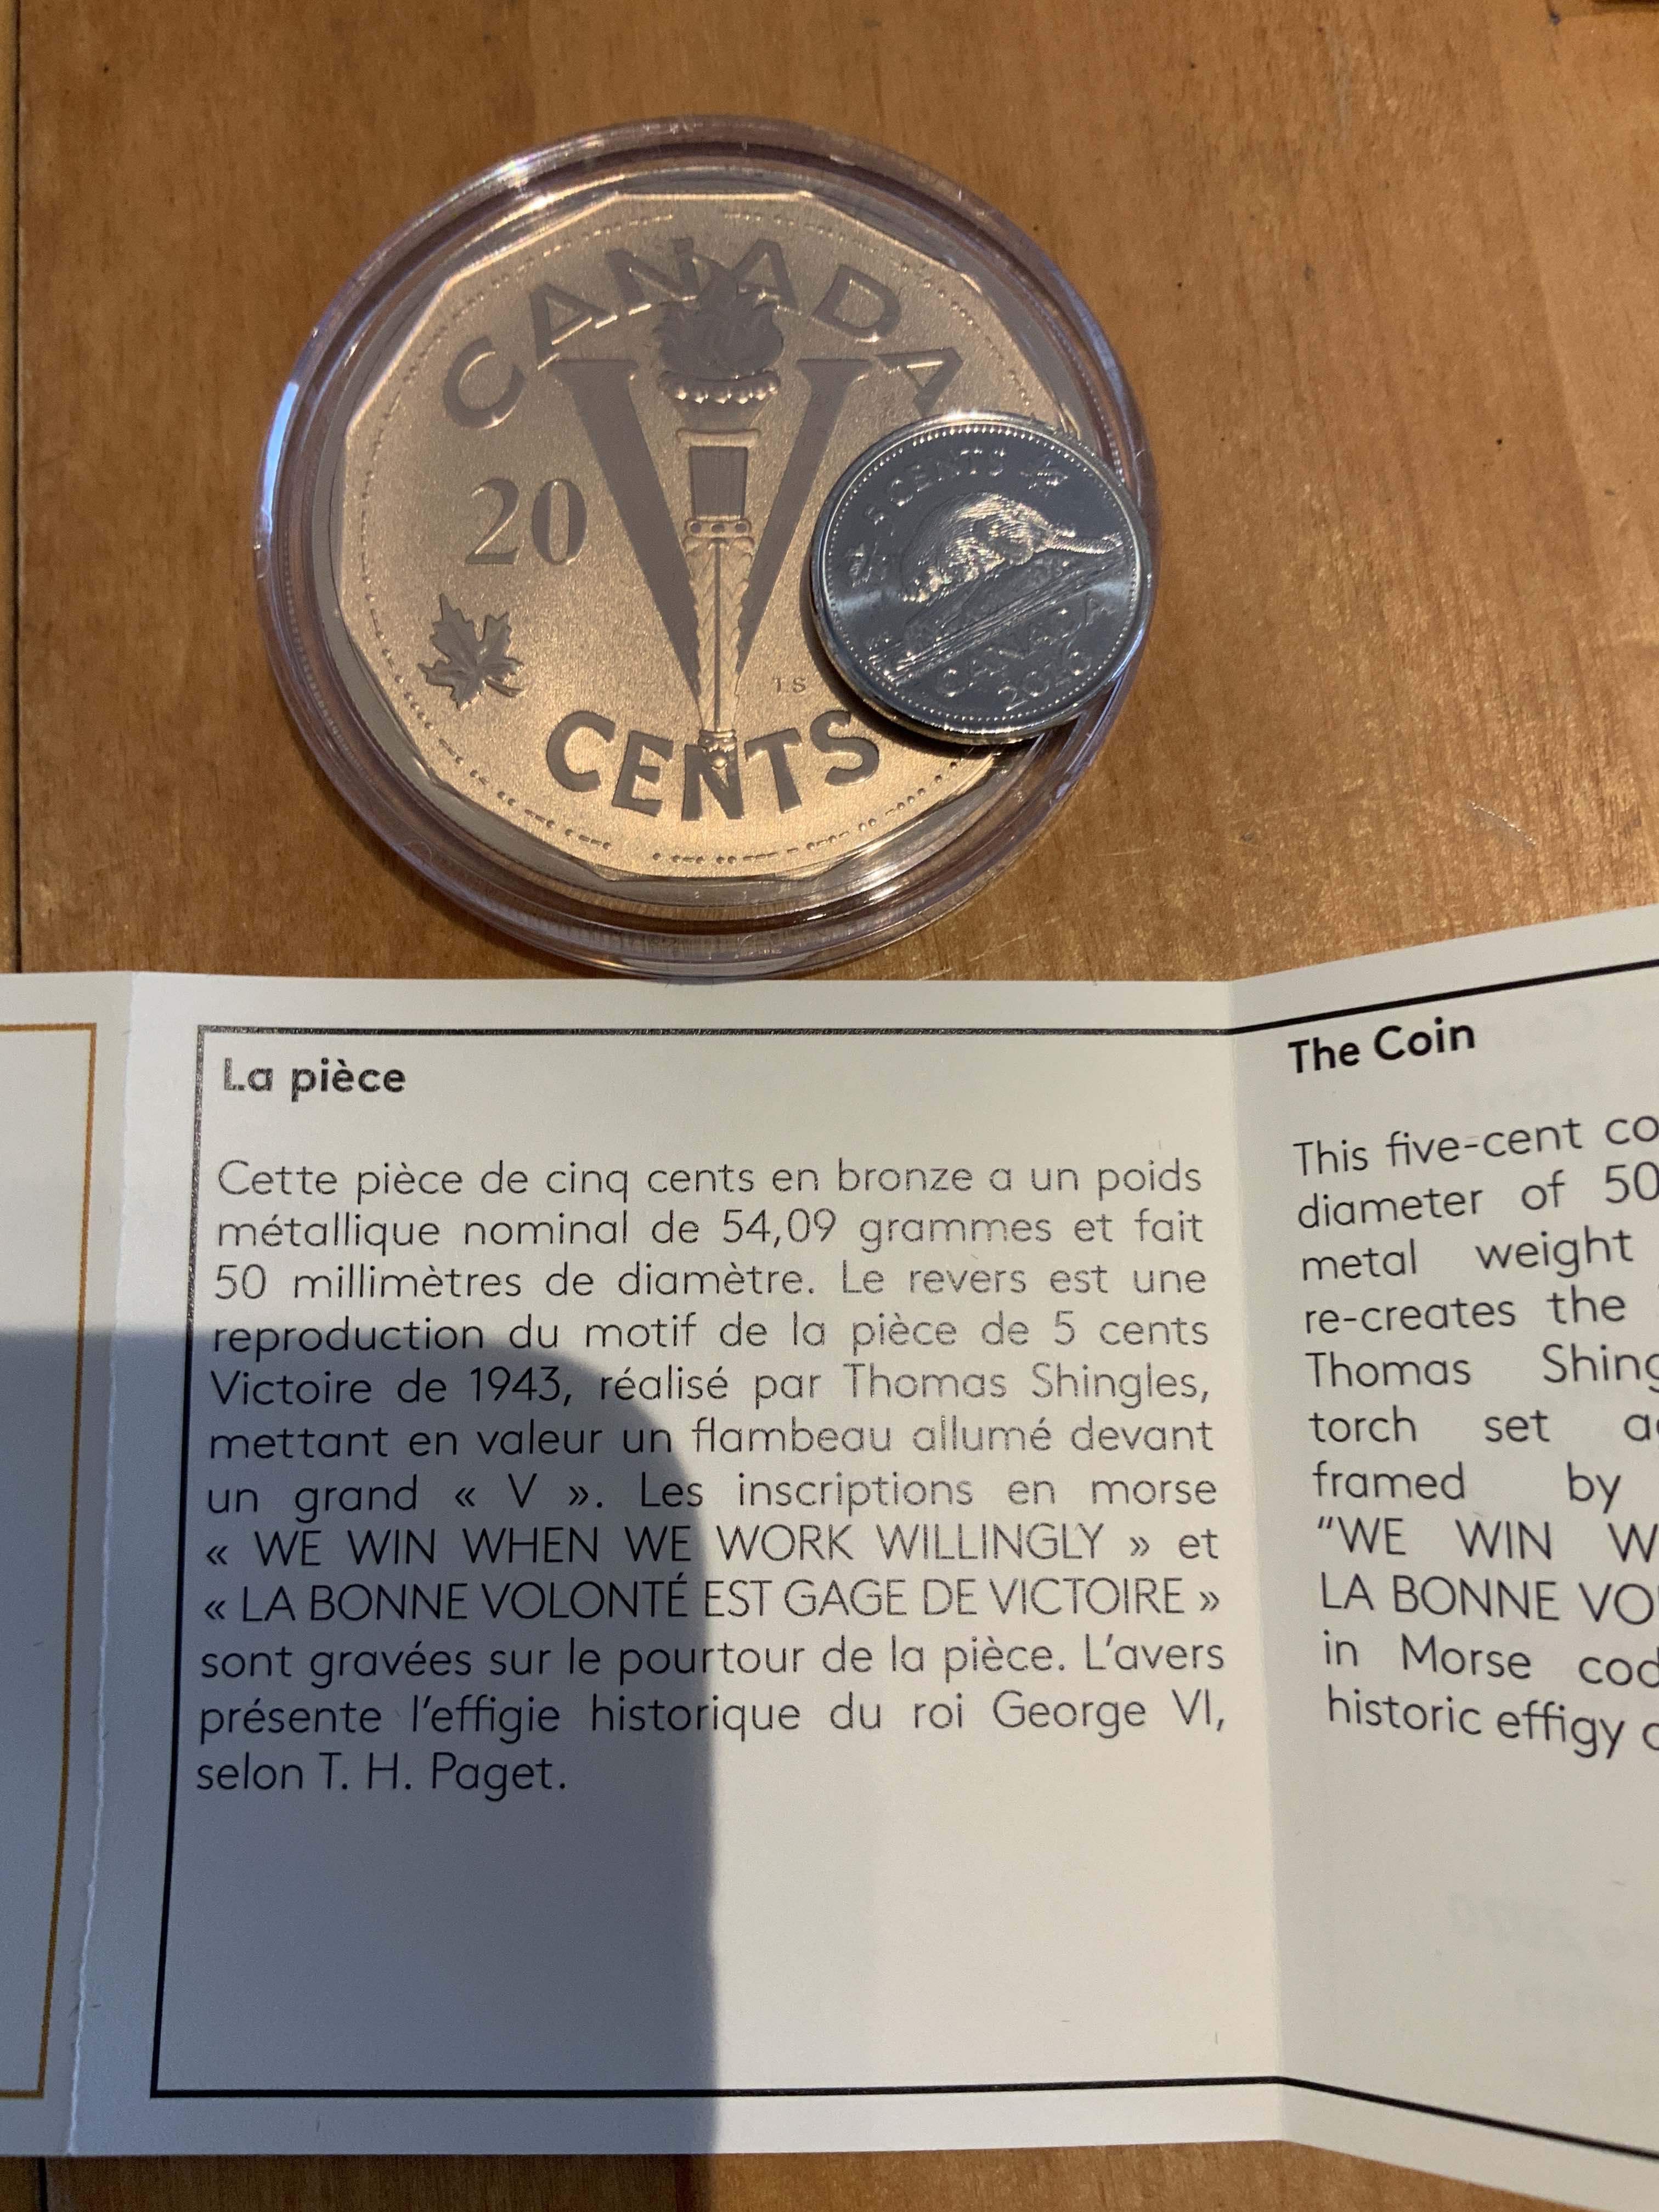 CANADA
20 V
T.S
CENTS
5 CENTS
CANADA
2020
La pièce
Cette pièce de cinq cents en bronze a un poids
métallique nominal de 54,09 grammes et fait
50 millimètres de diamètre. Le revers est une
reproduction du motif de la pièce de 5 cents
Victoire de 1943, réalisé par Thomas Shingles,
mettant en valeur un flambeau allumé devant
un grand « V ». Les inscriptions en morse
« WE WIN WHEN WE WORK WILLINGLY » et
« LA BONNE VOLONTÉ EST GAGE DE VICTOIRE »
sont gravées sur le pourtour de la pièce. L'avers
présente l'effigie historique du roi George VI,
selon T. H. Paget.
The Coin
This five-cent
diameter of 50
metal weight
re-creates the
Thomas
torch set
framed by
"WE WIN
LA BONNE
in Morse
historic effigy